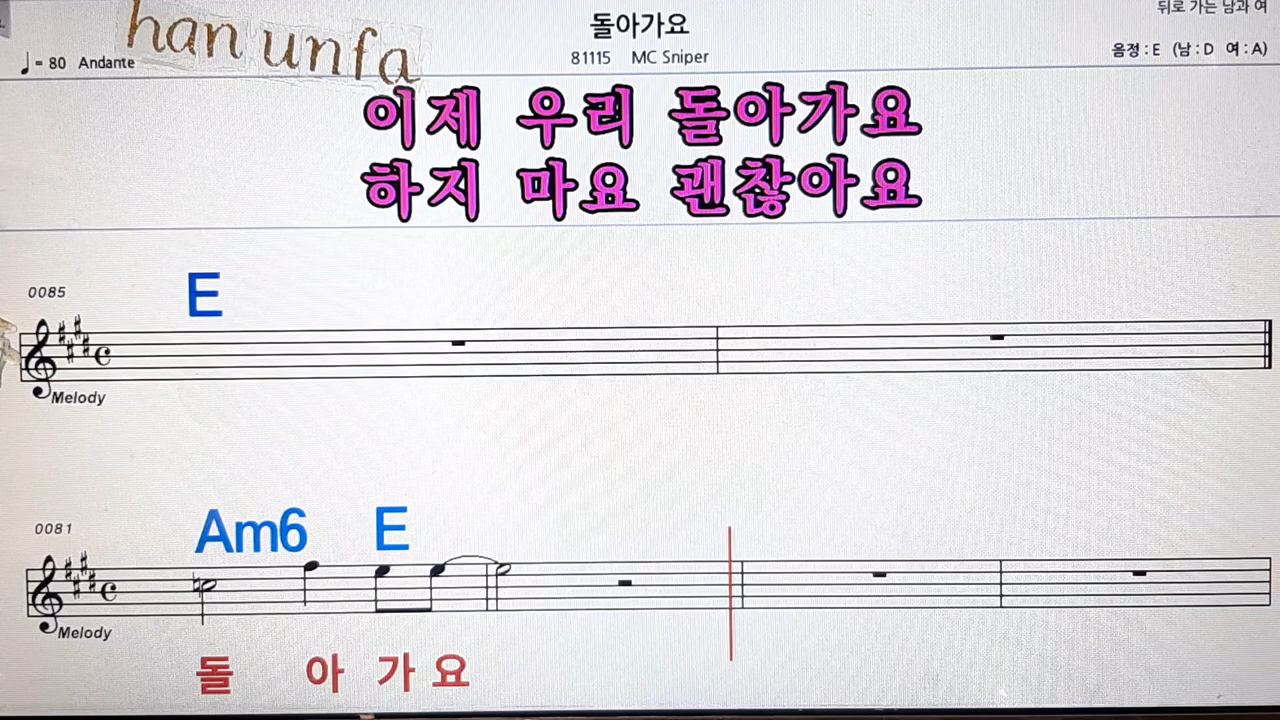 han unfa
돌아가요
뒤로 가는 남과 여
♩= 80 Andante
81115 MC Sniper
음정 : E (남 : D 여 : A)
이제 우리 돌아가요
하지 마요 괜찮아요
0085
E
Melody
0081
Am6 E
Melody
돌 아 가 요